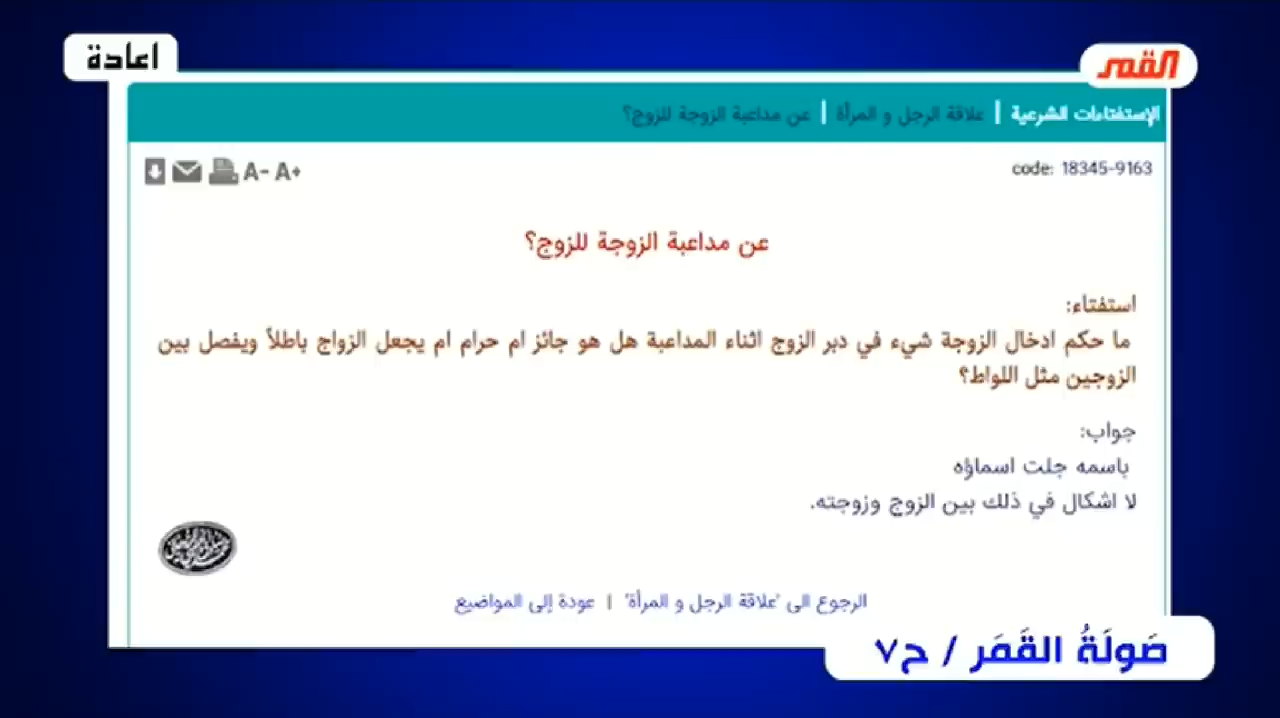 اعادة
القمر
الإستفتاءات الشرعية | علاقة الرجل و المرأة | عن مداعبة الزوجة للزوج؟
A- A+
code: 18345-9163
عن مداعبة الزوجة للزوج؟
استفتاء:
ما حكم ادخال الزوجة شيء في دبر الزوج اثناء المداعبة هل هو جائز ام حرام ام يجعل الزواج باطلاً ويفصل بين
الزوجين مثل اللواط؟
جواب:
باسمه جلت اسماؤه
لا اشكال في ذلك بين الزوج وزوجته.
الرجوع الى 'علاقة الرجل و المرأة' | عودة إلى المواضيع
صَولَةُ القَمَر / ح٧